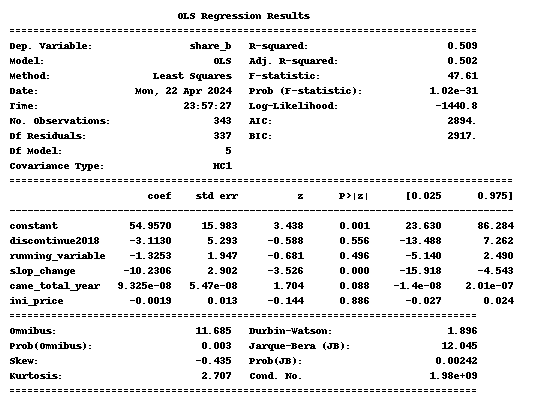 OLS Regression Results
==============================================================================
Dep. Variable: share_b R-squared: 0.509
Model: OLS Adj. R-squared: 0.502
Method: Least Squares F-statistic: 47.61
Date: Mon, 22 Apr 2024 Prob (F-statistic): 1.02e-31
Time: 23:57:27 Log-Likelihood: -1440.8
No. Observations: 343 AIC: 2894.
Df Residuals: 337 BIC: 2917.
Df Model: 5
Covariance Type: HC1
====================================================================================
coef std err z P>|z| [0.025 0.975]
------------------------------------------------------------------------------------
constant 54.9570 15.983 3.438 0.001 23.630 86.284
discontinue2018 -3.1130 5.293 -0.588 0.556 -13.488 7.262
running_variable -1.3253 1.947 -0.681 0.496 -5.140 2.490
slop_change -10.2306 2.902 -3.526 0.000 -15.918 -4.543
came_total_year 9.325e-08 5.47e-08 1.704 0.088 -1.4e-08 2.01e-07
ini_price -0.0019 0.013 -0.144 0.886 -0.027 0.024
==============================================================================
Omnibus: 11.685 Durbin-Watson: 1.896
Prob(Omnibus): 0.003 Jarque-Bera (JB): 12.045
Skew: -0.435 Prob(JB): 0.00242
Kurtosis: 2.707 Cond. No. 1.98e+09
==============================================================================